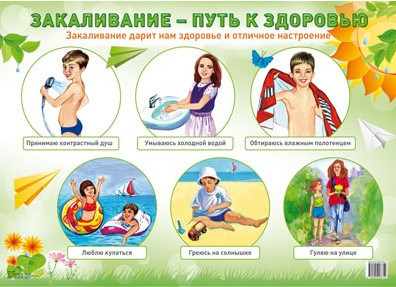 ЗАКАЛИВАНИЕ – ПУТЬ К ЗДОРОВЬЮ
Закаливание дарит нам здоровье и отличное настроение
Принимаю контрастный душ
Умываюсь холодной водой
Обтираюсь влажным полотенцем
Люблю купаться
Греюсь на солнышке
Гуляю на улице